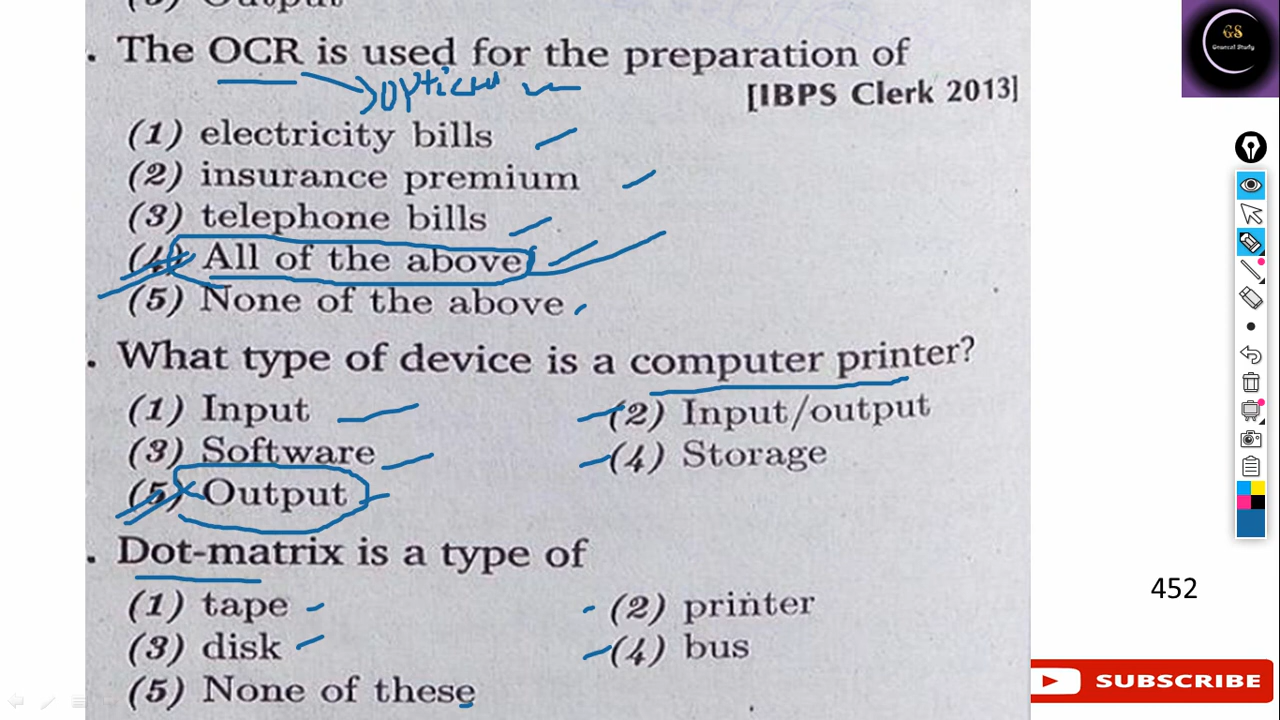 . The OCR is used for the preparation of
[IBPS Clerk 2013]
(1) electricity bills
(2) insurance premium
(3) telephone bills
(4) All of the above
(5) None of the above
. What type of device is a computer printer?
(1) Input
(2) Input/output
(3) Software
(4) Storage
(5) Output
. Dot-matrix is a type of
(1) tape
(2) printer
(3) disk
(4) bus
(5) None of these
GS
452
SUBSCRIBE